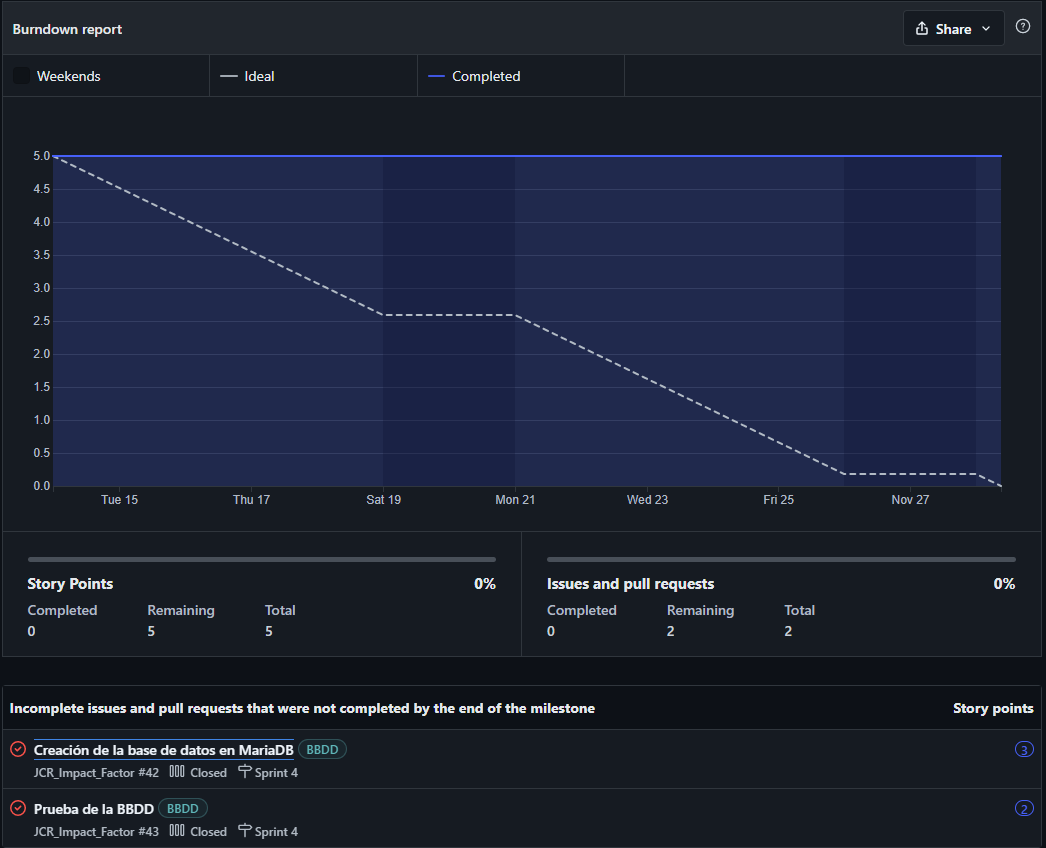 Burndown report
Share
Weekends
Ideal
Completed
5.0
4.5
4.0
3.5
3.0
2.5
2.0
1.5
1.0
0.5
0.0
Tue 15 Thu 17 Sat 19 Mon 21 Wed 23 Fri 25 Nov 27
Story Points 0%
Completed Remaining Total
0 5 5
Issues and pull requests 0%
Completed Remaining Total
0 2 2
Incomplete issues and pull requests that were not completed by the end of the milestone Story points
Creación de la base de datos en MariaDB BBDD 3
JCR_Impact_Factor #42 Closed Sprint 4
Prueba de la BBDD BBDD 2
JCR_Impact_Factor #43 Closed Sprint 4